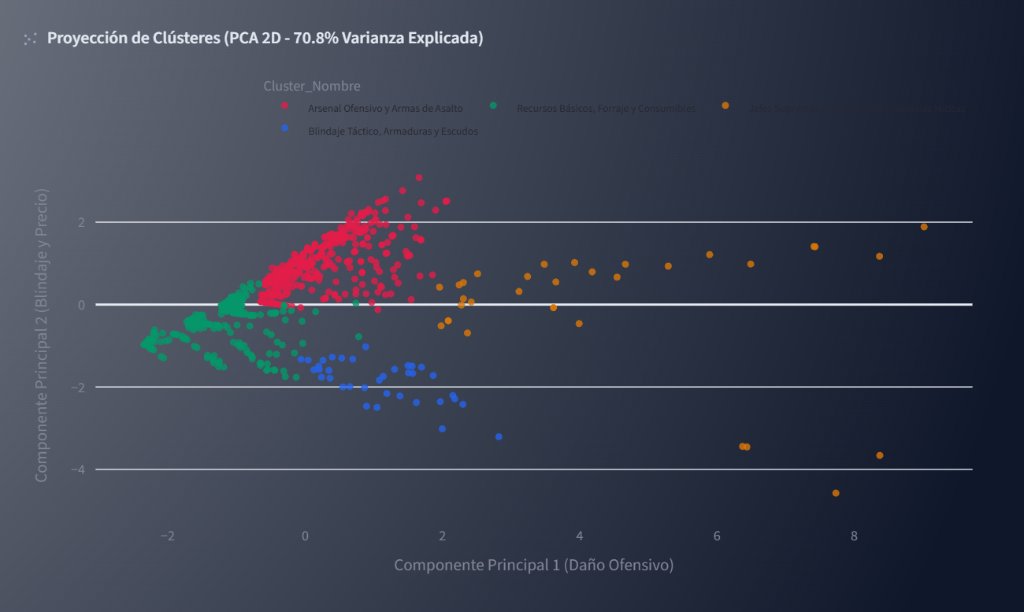 Proyección de Clústeres (PCA 2D - 70.8% Varianza Explicada)
Cluster_Nombre
Arsenal Ofensivo y Armas de Asalto
Recursos Básicos, Forraje y Consumibles
Jefes
Blindaje Táctico, Armaduras y Escudos
Componente Principal 2 (Blindaje y Precio)
2
0
−2
−4
−2
0
2
4
6
8
Componente Principal 1 (Daño Ofensivo)